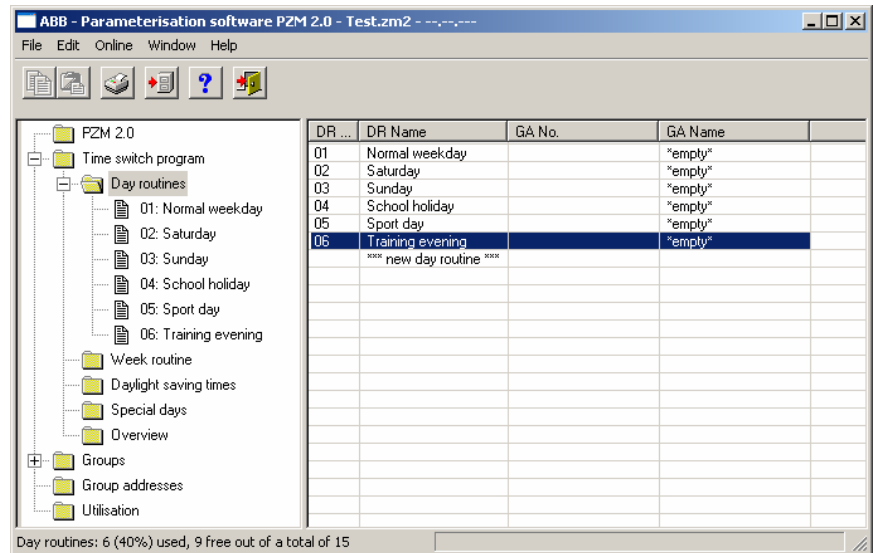 ABB - Parameterisation software PZM 2.0 - Test.zm2 - --.--.---
File Edit Online Window Help
PZM 2.0
Time switch program
Day routines
01: Normal weekday
02: Saturday
03: Sunday
04: School holiday
05: Sport day
06: Training evening
Week routine
Daylight saving times
Special days
Overview
Groups
Group addresses
Utilisation
DR ... DR Name GA No. GA Name
01 Normal weekday *empty*
02 Saturday *empty*
03 Sunday *empty*
04 School holiday *empty*
05 Sport day *empty*
06 Training evening *empty*
*** new day routine ***
Day routines: 6 (40%) used, 9 free out of a total of 15